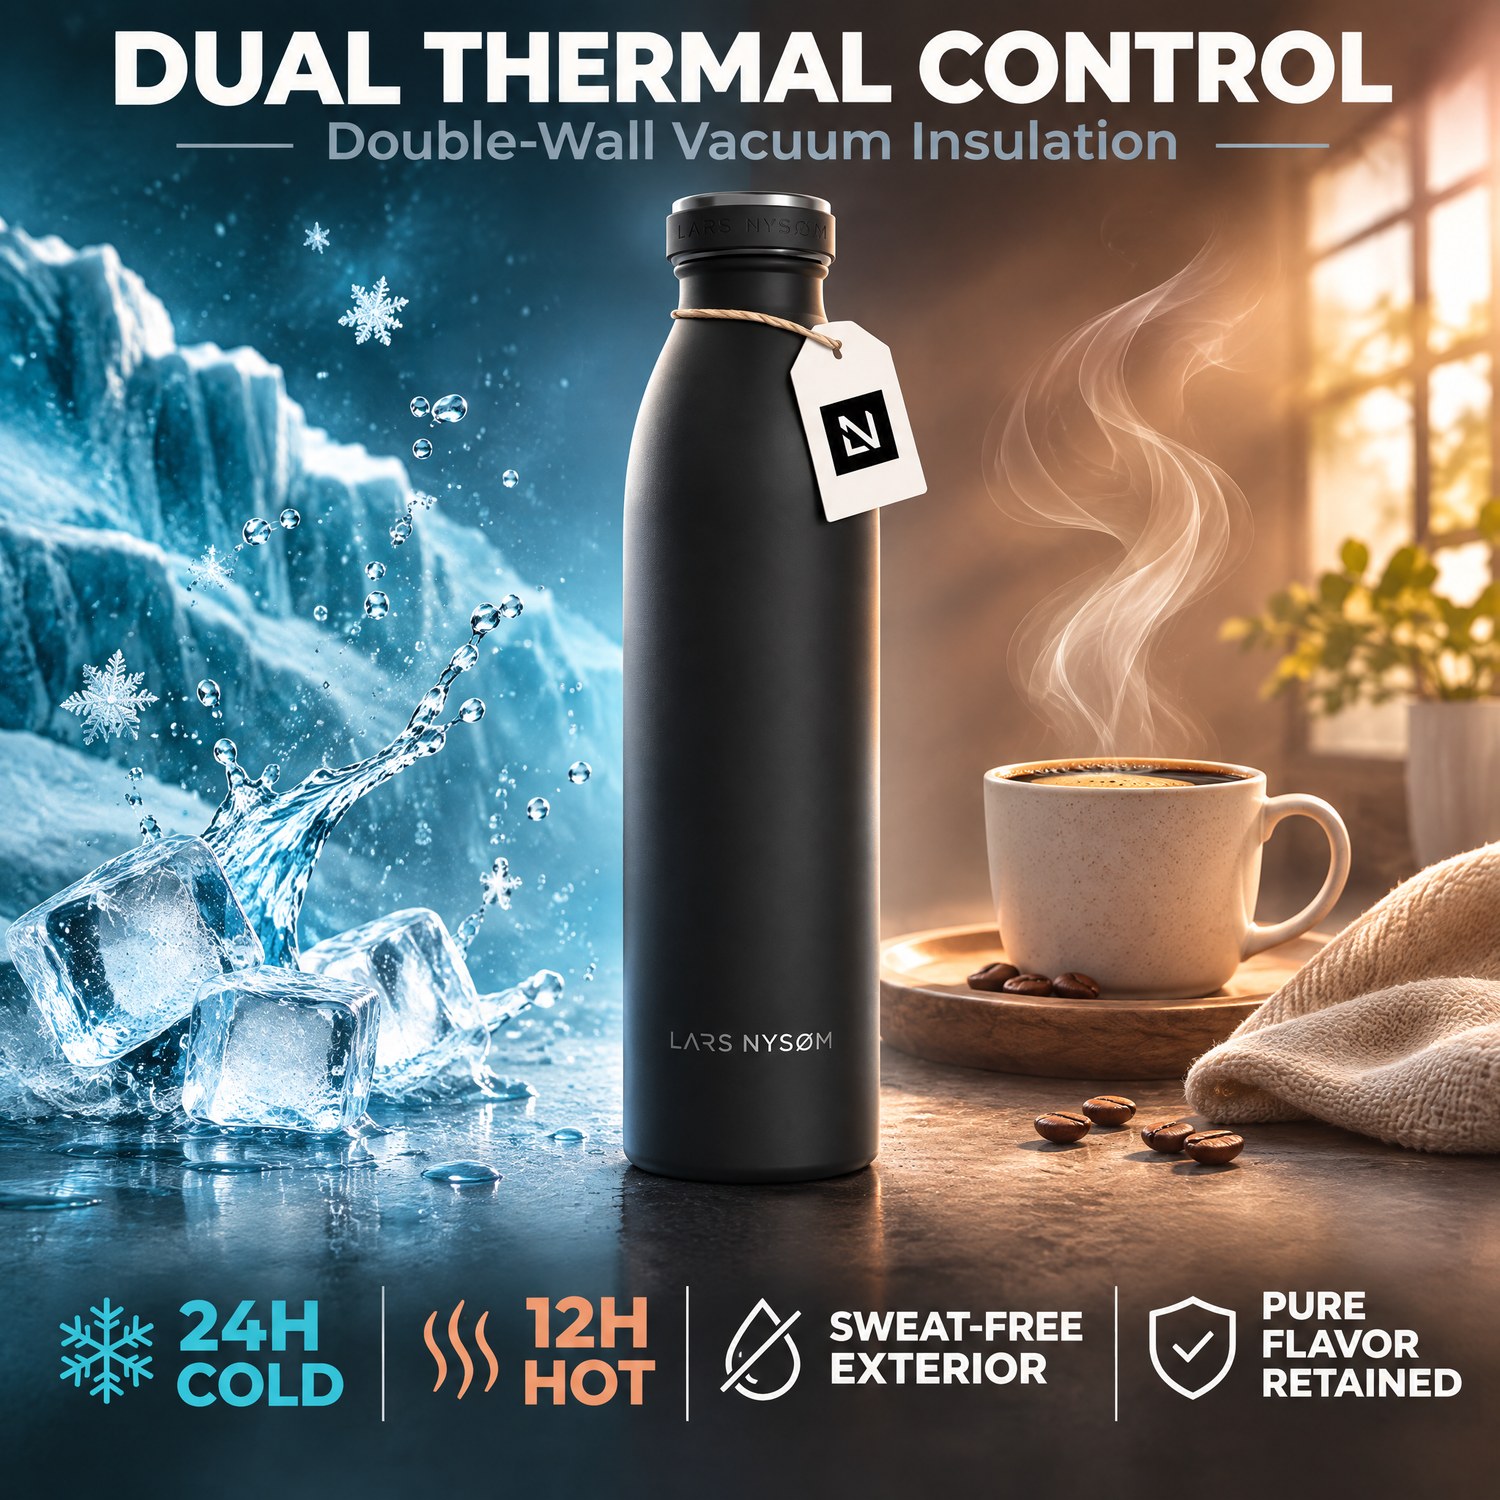 DUAL THERMAL CONTROL
Double-Wall Vacuum Insulation
LARS NYSØM
N
LARS NYSØM
24H
COLD
12H
HOT
SWEAT-FREE
EXTERIOR
PURE
FLAVOR
RETAINED